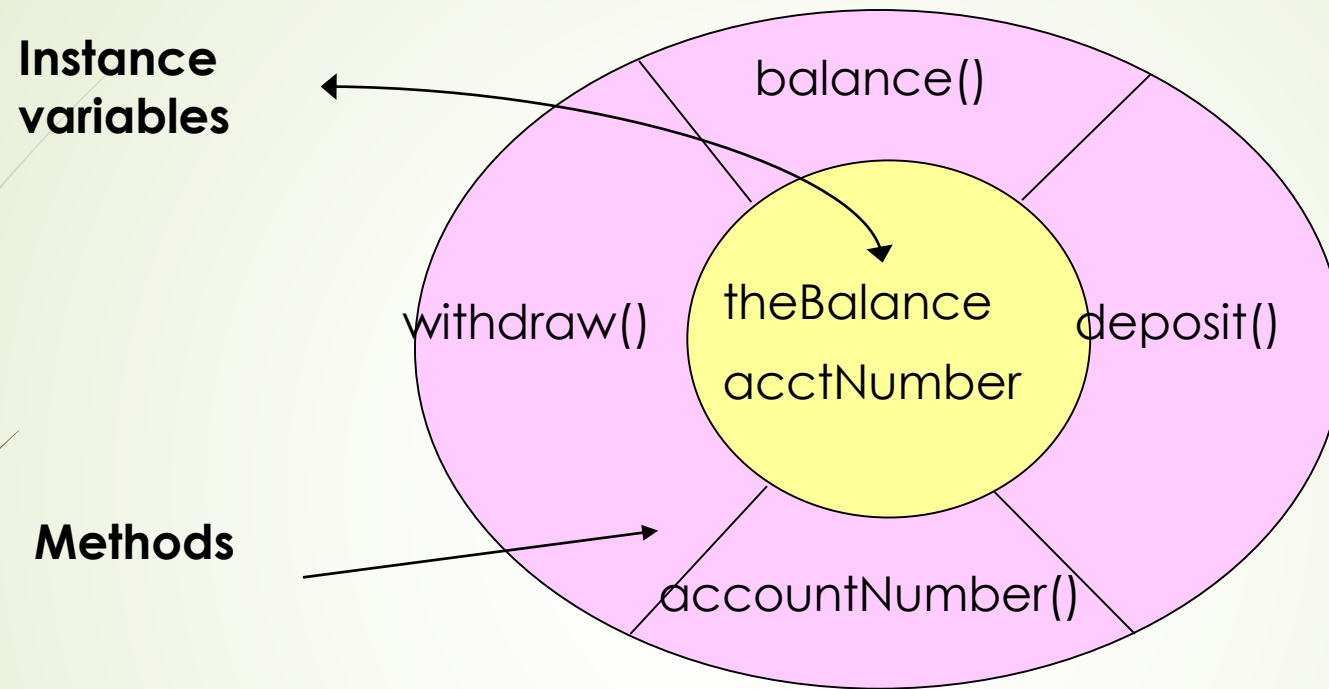 Instance
variables
balance()
withdraw()
theBalance
deposit()
acctNumber
Methods
accountNumber()